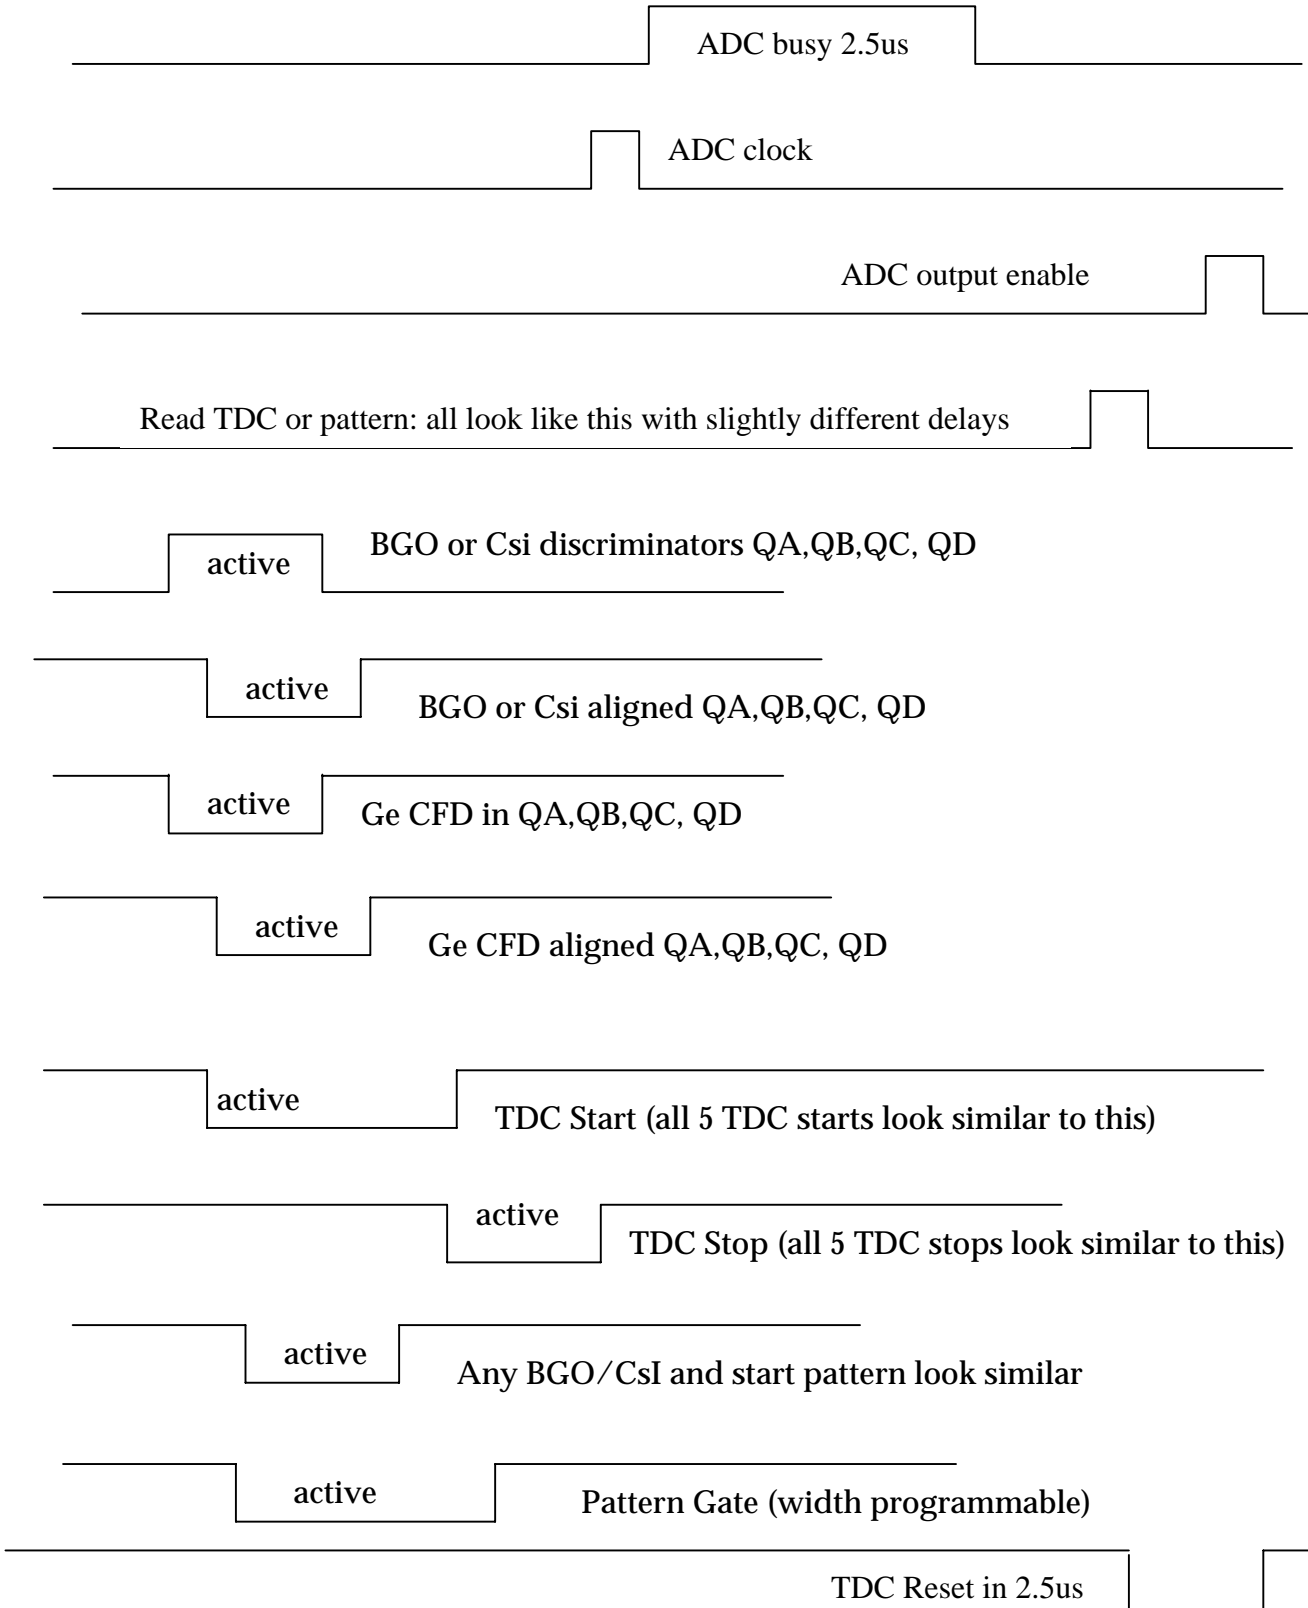 ADC busy 2.5us
ADC clock
ADC output enable
Read TDC or pattern: all look like this with slightly different delays
BGO or Csi discriminators QA,QB,QC, QD
active
active
BGO or Csi aligned QA,QB,QC, QD
active
Ge CFD in QA,QB,QC, QD
active
Ge CFD aligned QA,QB,QC, QD
active
TDC Start (all 5 TDC starts look similar to this)
active
TDC Stop (all 5 TDC stops look similar to this)
active
Any BGO/CsI and start pattern look similar
active
Pattern Gate (width programmable)
TDC Reset in 2.5us